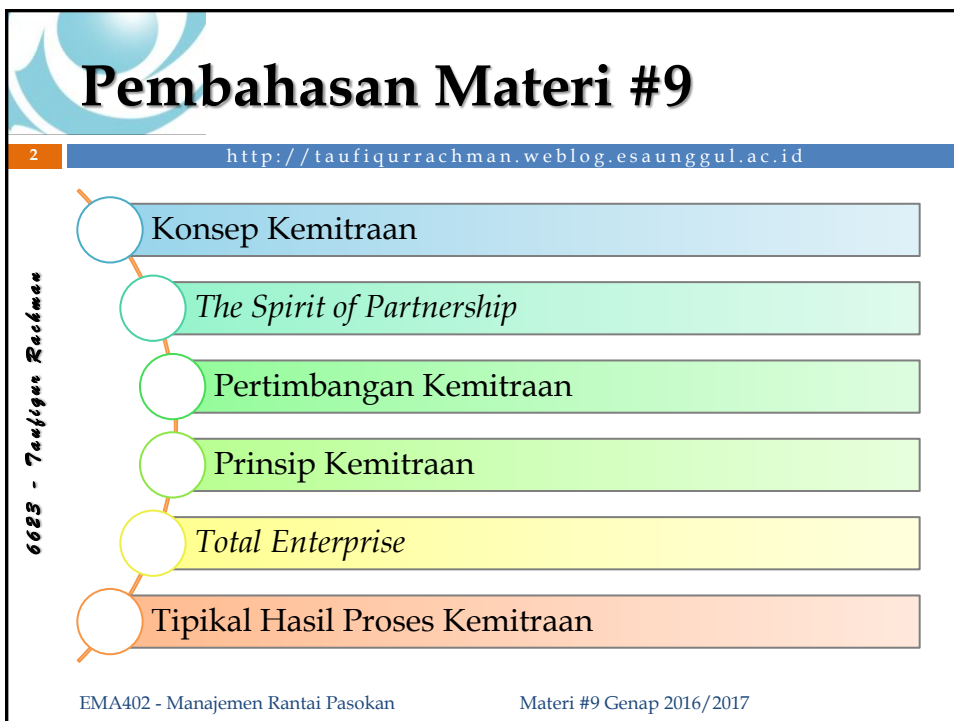 Pembahasan Materi #9
2
http://taufiqurrachman.weblog.esaunggul.ac.id
Konsep Kemitraan
The Spirit of Partnership
Pertimbangan Kemitraan
Prinsip Kemitraan
Total Enterprise
Tipikal Hasil Proses Kemitraan
6623 - Taufiqur Rachman
EMA402 - Manajemen Rantai Pasokan
Materi #9 Genap 2016/2017